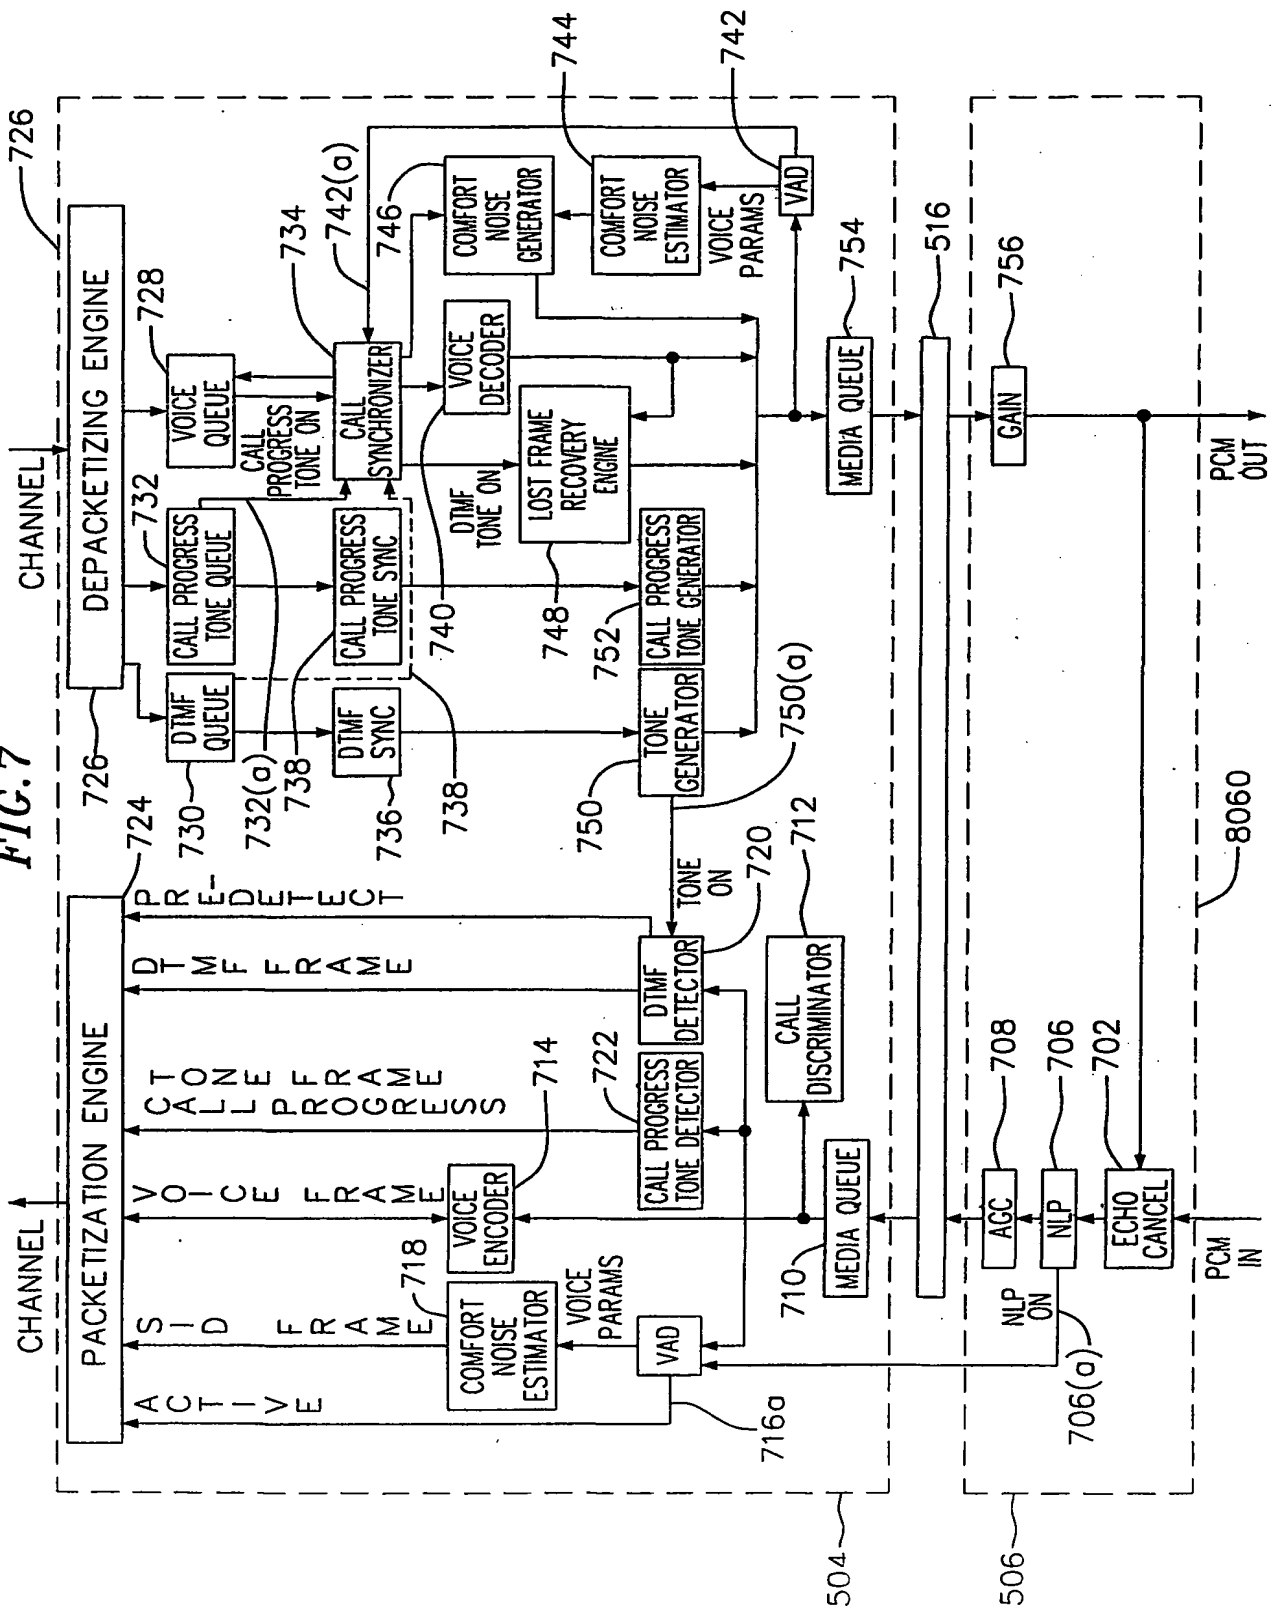 FIG.7
CHANNEL
CHANNEL
724
726
726
PACKETIZATION ENGINE
DEPACKETIZING ENGINE
ACTIVE
SID FRAME
VOICE FRAME
CALL PROGRESS
TONE FRAME
DTMF FRAME
PRE-DETECT
730
DTMF
QUEUE
732
CALL PROGRESS
TONE QUEUE
728
VOICE
QUEUE
732(a)
CALL
PROGRESS
TONE ON
734
742(a)
738
736
DTMF
SYNC
CALL PROGRESS
TONE SYNC
CALL
SYNCHRONIZER
738
740
718
COMFORT
NOISE
ESTIMATOR
VOICE
ENCODER
714
DTMF
TONE ON
VOICE
DECODER
746
COMFORT
NOISE
GENERATOR
748
LOST FRAME
RECOVERY
ENGINE
744
COMFORT
NOISE
ESTIMATOR
VOICE
PARAMS
VOICE PARAMS
VAD
716a
722
CALL PROGRESS
TONE DETECTOR
DTMF
DETECTOR
720
TONE
ON
750
TONE
GENERATOR
752
CALL PROGRESS
TONE GENERATOR
750(a)
742
VAD
CALL
DISCRIMINATOR
712
710
MEDIA QUEUE
MEDIA QUEUE
754
504
516
506
AGC
708
GAIN
756
NLP
706
NLP
ON
706(a)
ECHO
CANCEL
702
8060
PCM
IN
PCM
OUT